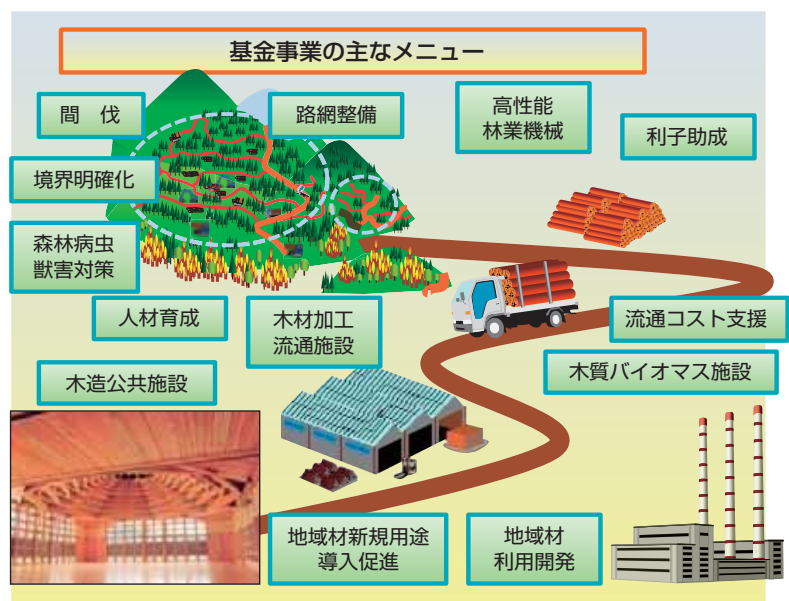 基金事業の主なメニュー
間　伐
路網整備
高性能
林業機械
利子助成
境界明確化
森林病虫
獣害対策
人材育成
木材加工
流通施設
流通コスト支援
木造公共施設
木質バイオマス施設
地域材新規用途
導入促進
地域材
利用開発